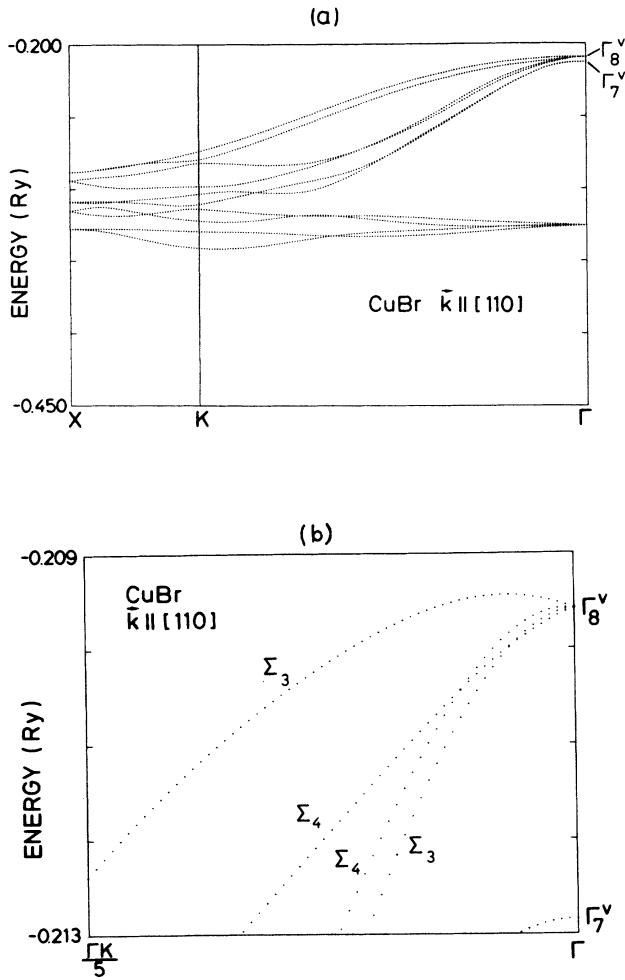 (a)
-0.200
Γ₈ᵛ
Γ₇ᵛ
ENERGY (Ry)
CuBr k⃗ || [110]
-0.450
X K Γ
(b)
-0.209
CuBr
k⃗ || [110]
Γ₈ᵛ
Σ₃
ENERGY (Ry)
Σ₄
Σ₄
Σ₃
Γ₇ᵛ
-0.213
ΓK/5
Γ